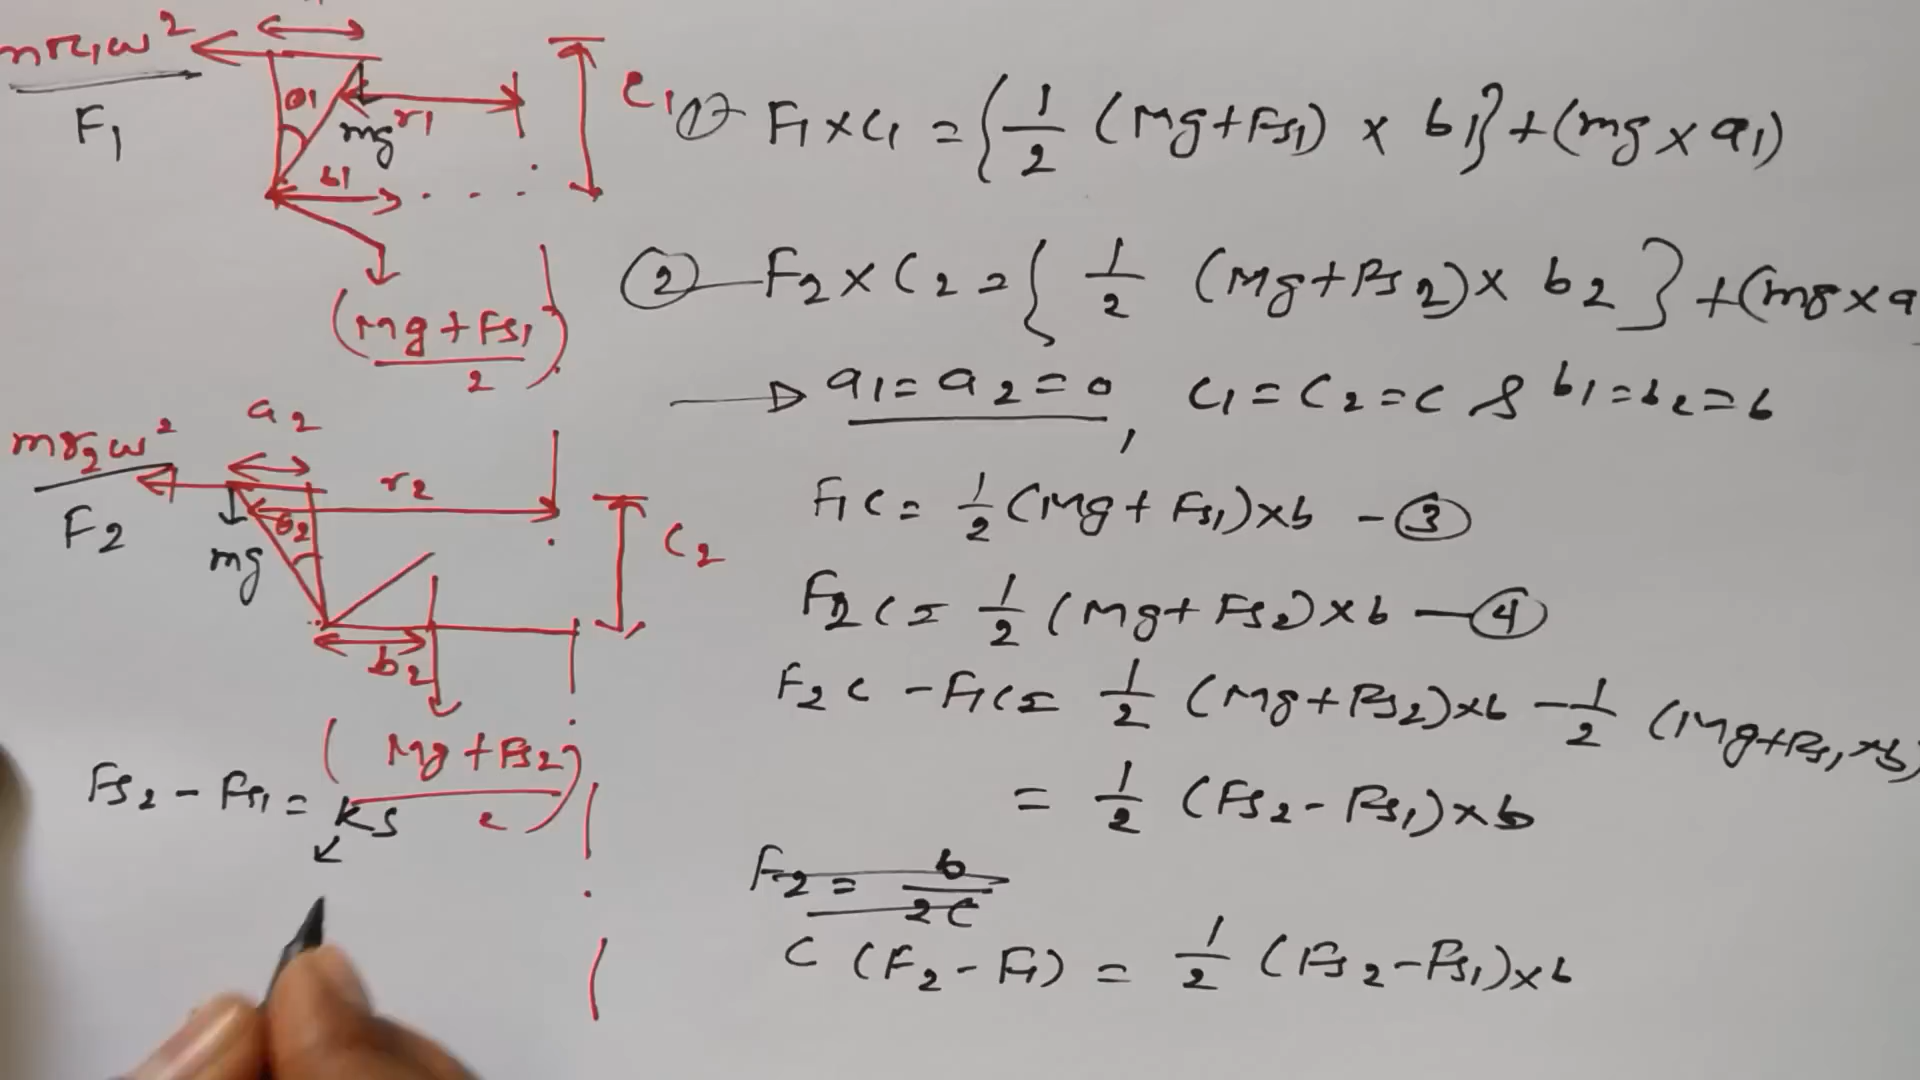 mr₁ω²
F₁
θ₁
mg
r₁
c₁
b₁
(Mg+Fs₁)
2
① F₁×c₁ = {1/2 (Mg+Fs₁) × b₁}+(mg×a₁)
② F₂×c₂ = {1/2 (Mg+Fs₂)× b₂}+(mg×a
a₁=a₂=0, c₁=c₂=c & b₁=b₂=b
a₂
mr₂ω²
F₂
r₂
θ₂
mg
c₂
b₂
F₁c= 1/2 (Mg+Fs₁)×b - ③
F₂c= 1/2 (Mg+Fs₂)×b - ④
F₂c - F₁c= 1/2 (Mg+Fs₂)×b - 1/2 (Mg+Fs₁×b)
= 1/2 (Fs₂-Fs₁)×b
(Mg+Fs₂)
2
Fs₂-Fs₁= ks
F₂ = b/2c
c (F₂-F₁) = 1/2 (Fs₂-Fs₁)×b